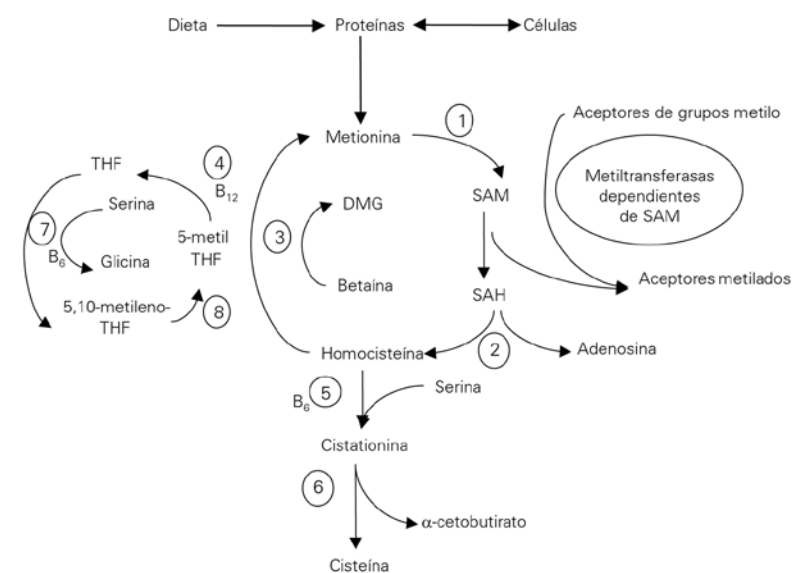 Dieta
Proteínas
Células
Metionina
1
Aceptores de grupos metilo
Metiltransferasas
dependientes
de SAM
THF
4
B12
Serina
7
B6
Glicina
5-metil
THF
5,10-metileno-
THF
8
3
DMG
Betaína
SAM
SAH
Aceptores metilados
Homocisteína
2
Adenosina
B6
5
Serina
Cistationina
6
α-cetobutirato
Cisteína